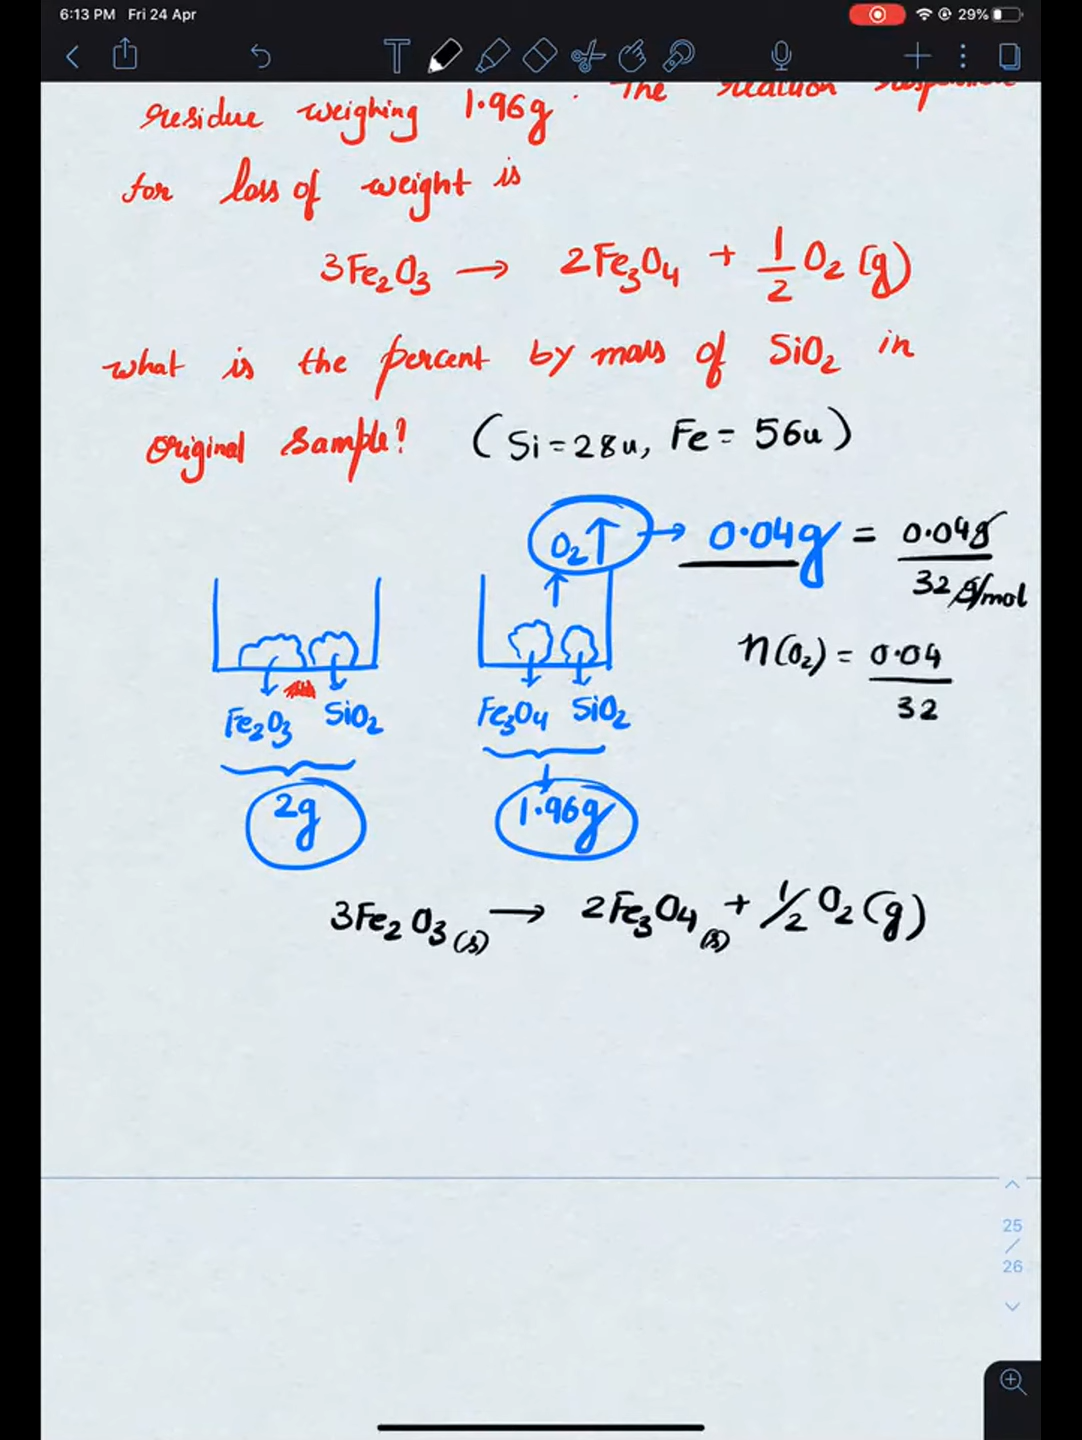 6:13 PM Fri 24 Apr
29%
residue weighing 1.96g. The reaction
for loss of weight is
3Fe₂O₃ → 2Fe₃O₄ + 1/2 O₂ (g)
what is the percent by mass of SiO₂ in
original sample? (Si = 28u, Fe = 56u)
O₂↑ → 0.04g = 0.04g / 32 g/mol
n(O₂) = 0.04 / 32
Fe₂O₃ SiO₂ Fe₃O₄ SiO₂
2g 1.96g
3Fe₂O₃(s) → 2Fe₃O₄(s) + 1/2 O₂(g)
25
/
26